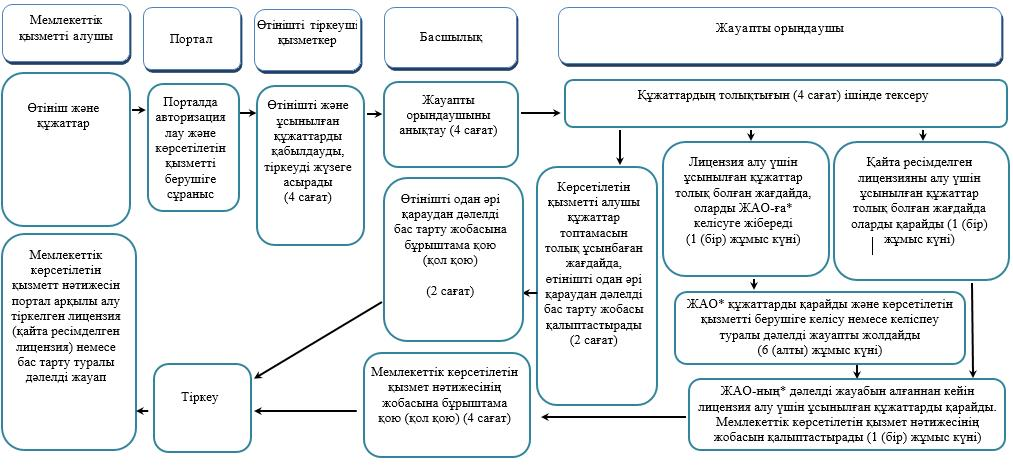 Мемлекеттік
қызметті алушы
Портал
Өтінішті тіркеуші
қызметкер
Басшылық
Жауапты орындаушы
Өтініш және
құжаттар
Порталда
авторизация
лау және
көрсетілетін
қызметті
берушіге
сұраныс
Өтінішті және
ұсынылған
құжаттарды
қабылдауды,
тіркеуді жүзеге
асырады
(4 сағат)
Жауапты
орындаушыны
анықтау (4 сағат)
Құжаттардың толықтығын (4 сағат) ішінде тексеру
Көрсетілетін
қызметті алушы
құжаттар
топтамасын
толық ұсынбаған
жағдайда,
өтінішті одан әрі
қараудан дәлелді
бас тарту жобасы
қалыптастырады
(2 сағат)
Лицензия алу үшін
ұсынылған құжаттар
толық болған жағдайда,
оларды ЖАО-ға*
келісуге жібереді
(1 (бір) жұмыс күні)
Қайта ресімделген
лицензияны алу үшін
ұсынылған құжаттар
толық болған жағдайда
оларды қарайды (1 (бір)
жұмыс күні)
Өтінішті одан әрі
қараудан дәлелді
бас тарту жобасына
бұрыштама қою
(қол қою)
(2 сағат)
ЖАО* құжаттарды қарайды және көрсетілетін
қызметті берушіге келісу немесе келіспеу
туралы дәлелді жауапты жолдайды
(6 (алты) жұмыс күні)
ЖАО-ның* дәлелді жауабын алғаннан кейін
лицензия алу үшін ұсынылған құжаттарды қарайды.
Мемлекеттік көрсетілетін қызмет нәтижесінің
жобасын қалыптастырады (1 (бір) жұмыс күні)
Мемлекеттік көрсетілетін
қызмет нәтижесінің
жобасына бұрыштама
қою (қол қою) (4 сағат)
Тіркеу
Мемлекеттік
көрсетілетін
қызметт нәтижесін
портал арқылы алу
тіркелген лицензия
(қайта ресімделген
лицензия) немесе
бас тарту туралы
дәлелді жауап